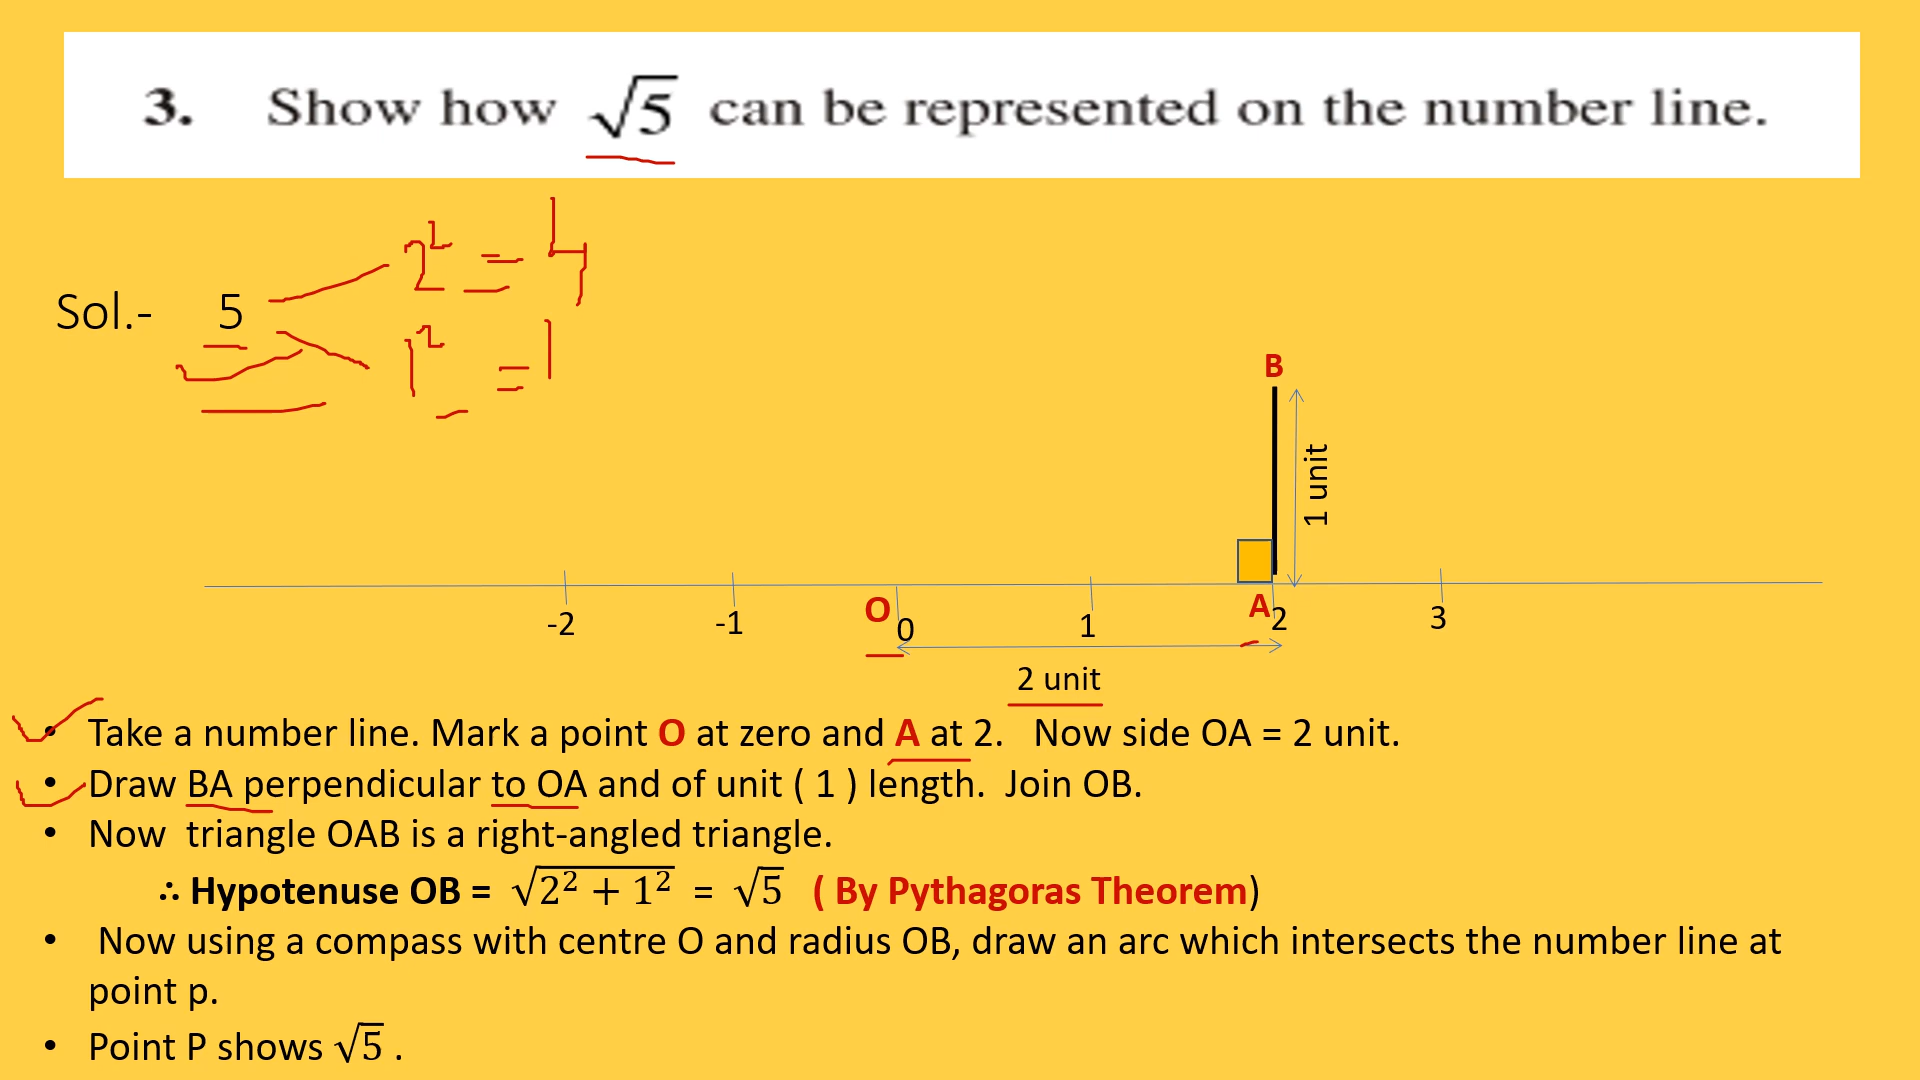 3. Show how √5 can be represented on the number line.
2² = 4
Sol.- 5
1² = 1
B
1 unit
O A
-2 -1 0 1 2 3
2 unit
• Take a number line. Mark a point O at zero and A at 2. Now side OA = 2 unit.
• Draw BA perpendicular to OA and of unit ( 1 ) length. Join OB.
• Now triangle OAB is a right-angled triangle.
∴ Hypotenuse OB = √(2² + 1²) = √5 ( By Pythagoras Theorem)
• Now using a compass with centre O and radius OB, draw an arc which intersects the number line at
point p.
• Point P shows √5 .